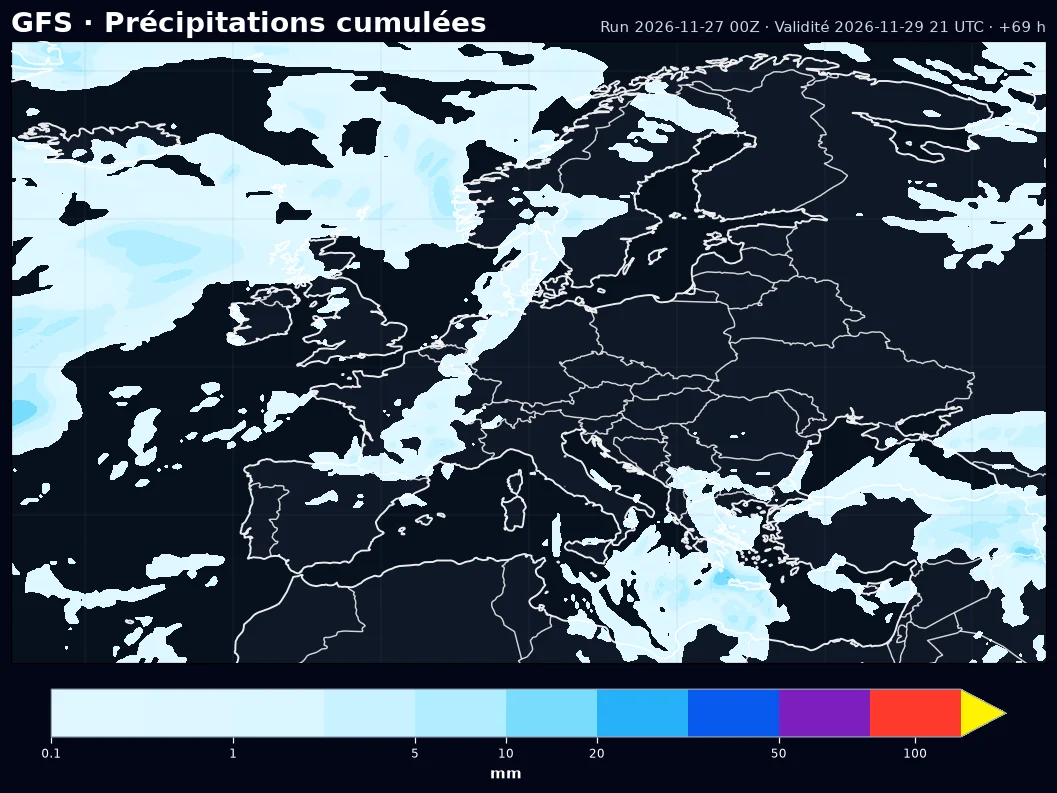 GFS · Précipitations cumulées
Run 2026-11-27 00Z · Validité 2026-11-29 21 UTC · +69 h
0.1 1 5 10 20 50 100
mm